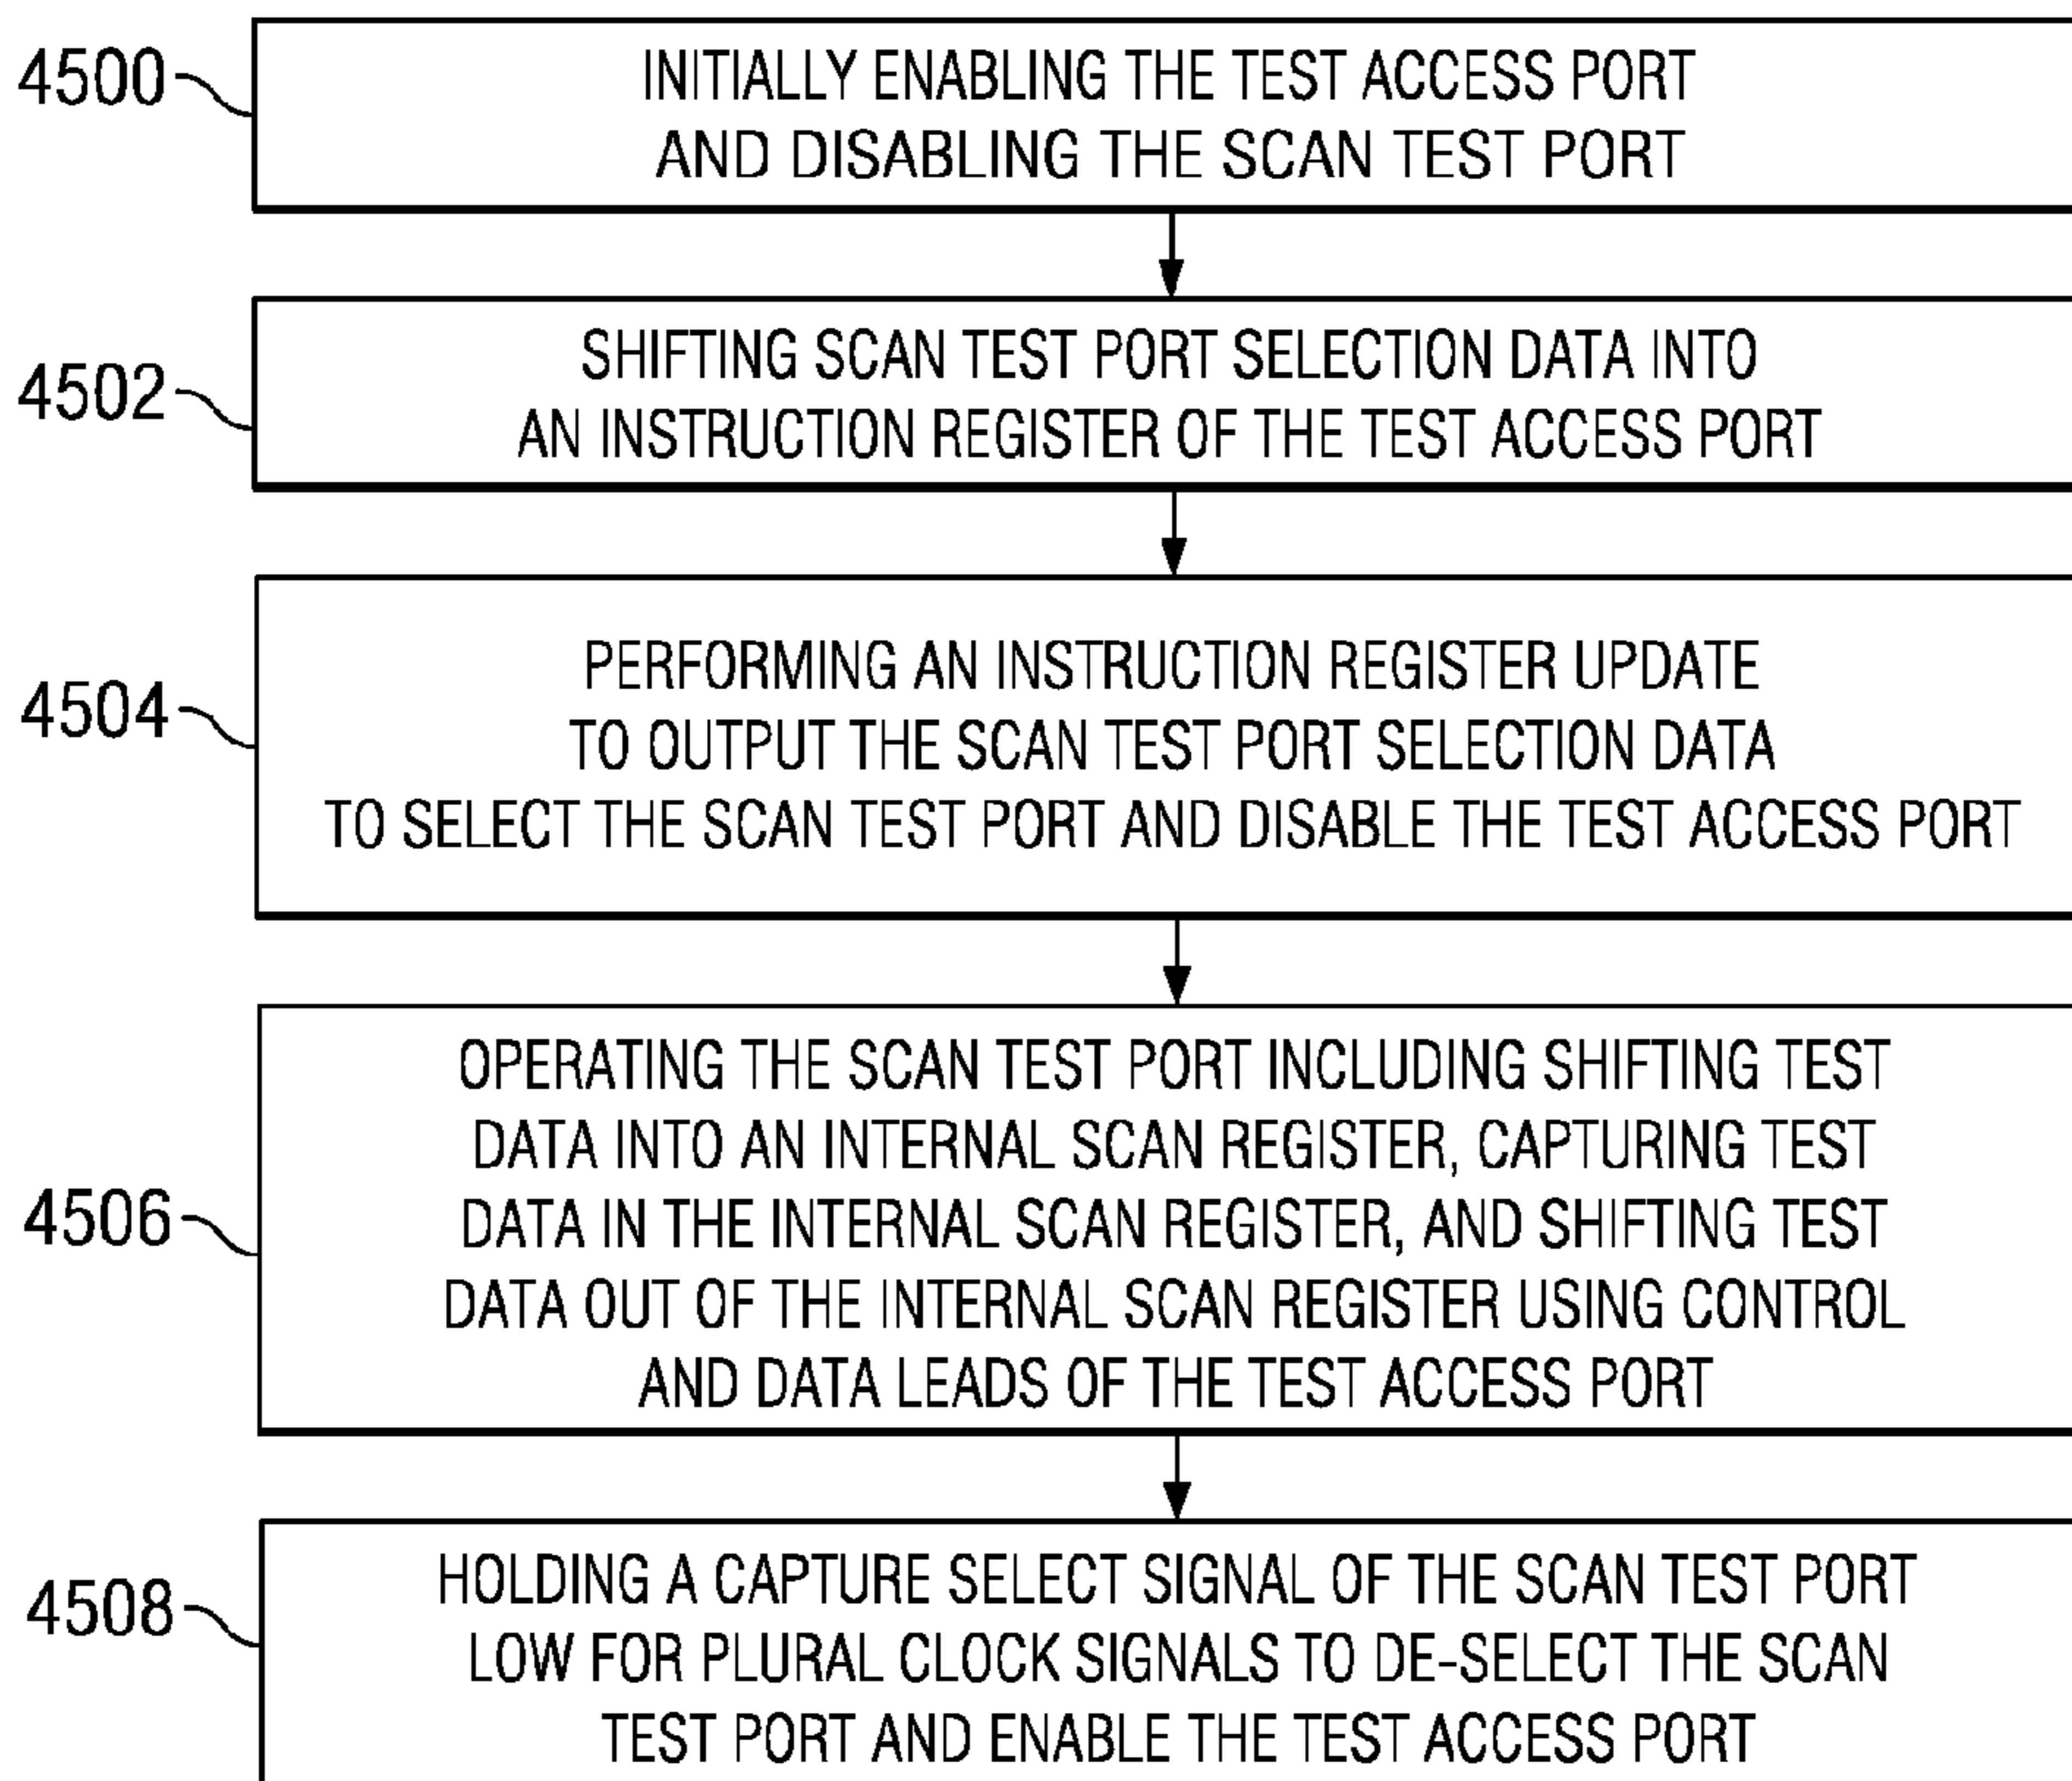 4500
INITIALLY ENABLING THE TEST ACCESS PORT
AND DISABLING THE SCAN TEST PORT
4502
SHIFTING SCAN TEST PORT SELECTION DATA INTO
AN INSTRUCTION REGISTER OF THE TEST ACCESS PORT
4504
PERFORMING AN INSTRUCTION REGISTER UPDATE
TO OUTPUT THE SCAN TEST PORT SELECTION DATA
TO SELECT THE SCAN TEST PORT AND DISABLE THE TEST ACCESS PORT
4506
OPERATING THE SCAN TEST PORT INCLUDING SHIFTING TEST
DATA INTO AN INTERNAL SCAN REGISTER, CAPTURING TEST
DATA IN THE INTERNAL SCAN REGISTER, AND SHIFTING TEST
DATA OUT OF THE INTERNAL SCAN REGISTER USING CONTROL
AND DATA LEADS OF THE TEST ACCESS PORT
4508
HOLDING A CAPTURE SELECT SIGNAL OF THE SCAN TEST PORT
LOW FOR PLURAL CLOCK SIGNALS TO DE-SELECT THE SCAN
TEST PORT AND ENABLE THE TEST ACCESS PORT